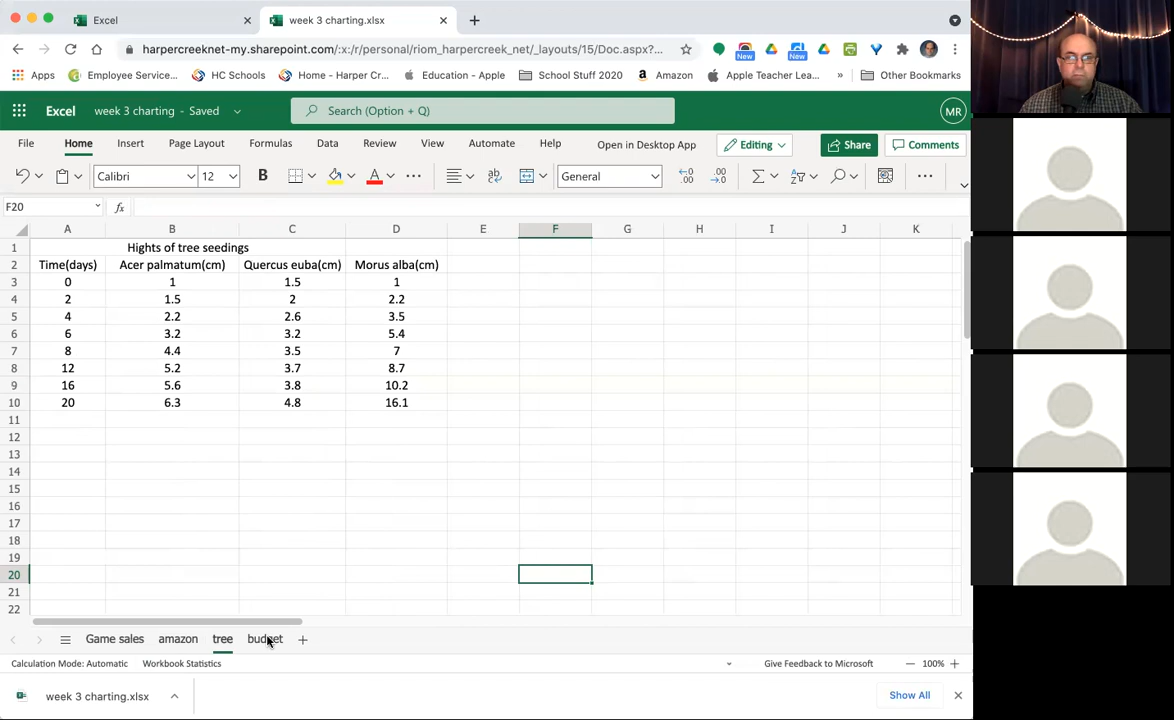 Excel
week 3 charting.xlsx
harpercreeknet-my.sharepoint.com/:x:/r/personal/riom_harpercreek_net/_layouts/15/Doc.aspx?...
New
New
Apps
Employee Service...
HC Schools
Home - Harper Cr...
Education - Apple
School Stuff 2020
Amazon
Apple Teacher Lea...
»
Other Bookmarks
Excel
week 3 charting - Saved
Search (Option + Q)
MR
File Home Insert Page Layout Formulas Data Review View Automate Help Open in Desktop App Editing Share Comments
Calibri 12 B A General
F20 fx
A B C D E F G H I J K
1 Hights of tree seedings
2 Time(days) Acer palmatum(cm) Quercus euba(cm) Morus alba(cm)
3 0 1 1.5 1
4 2 1.5 2 2.2
5 4 2.2 2.6 3.5
6 6 3.2 3.2 5.4
7 8 4.4 3.5 7
8 12 5.2 3.7 8.7
9 16 5.6 3.8 10.2
10 20 6.3 4.8 16.1
11
12
13
14
15
16
17
18
19
20
21
22
Game sales amazon tree budget
Calculation Mode: Automatic Workbook Statistics Give Feedback to Microsoft 100%
week 3 charting.xlsx Show All